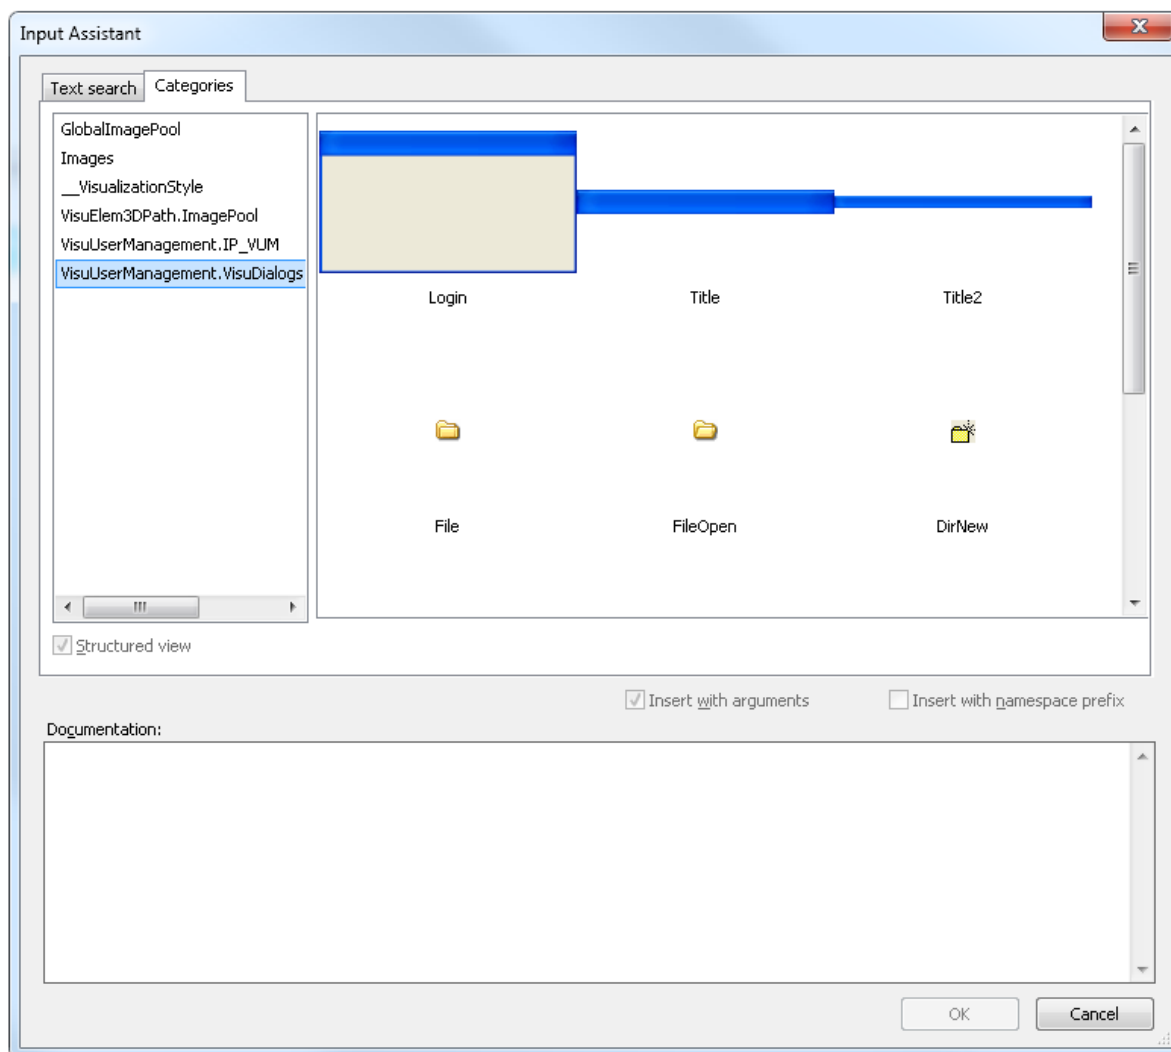 Input Assistant
Text search
Categories
GlobalImagePool
Images
__VisualizationStyle
VisuElem3DPath.ImagePool
VisuUserManagement.IP_VUM
VisuUserManagement.VisuDialogs
Login
Title
Title2
File
FileOpen
DirNew
Structured view
Insert with arguments
Insert with namespace prefix
Documentation:
OK
Cancel